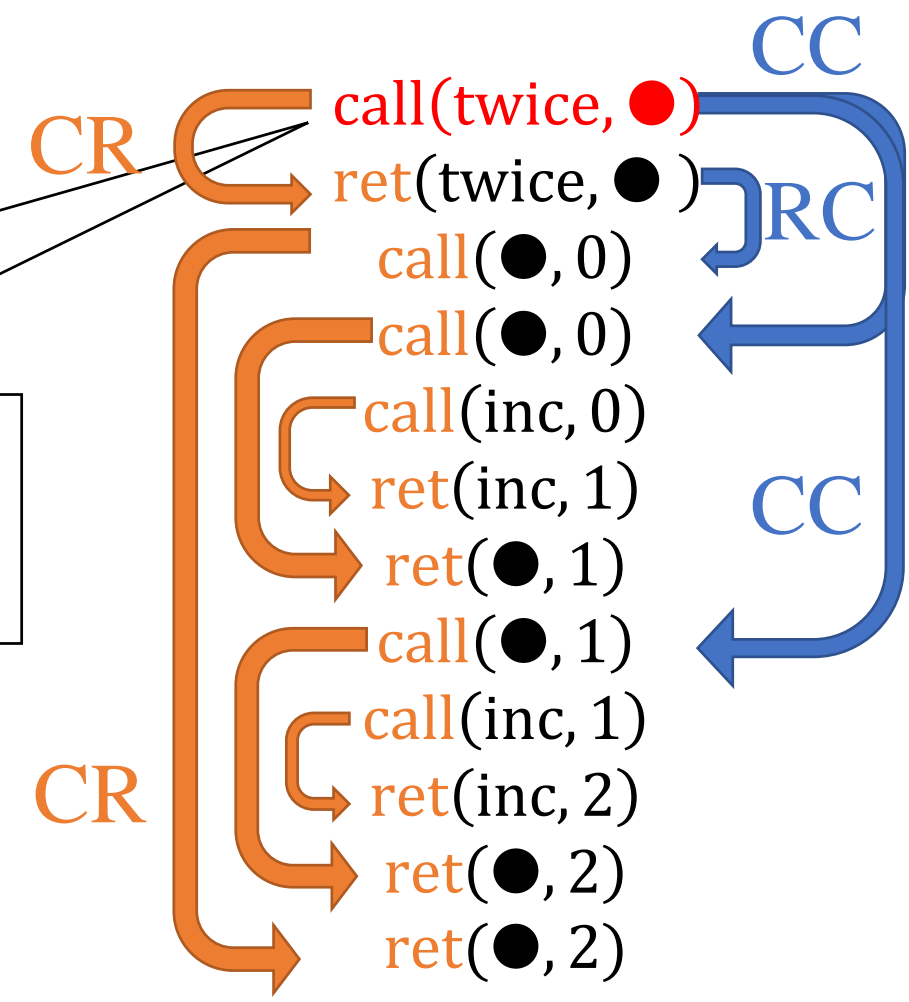 CC
CR
call(twice, ●)
ret(twice, ● )
RC
call(●, 0)
call(●, 0)
call(inc, 0)
ret(inc, 1)
CC
ret(●, 1)
call(●, 1)
call(inc, 1)
CR
ret(inc, 2)
ret(●, 2)
ret(●, 2)